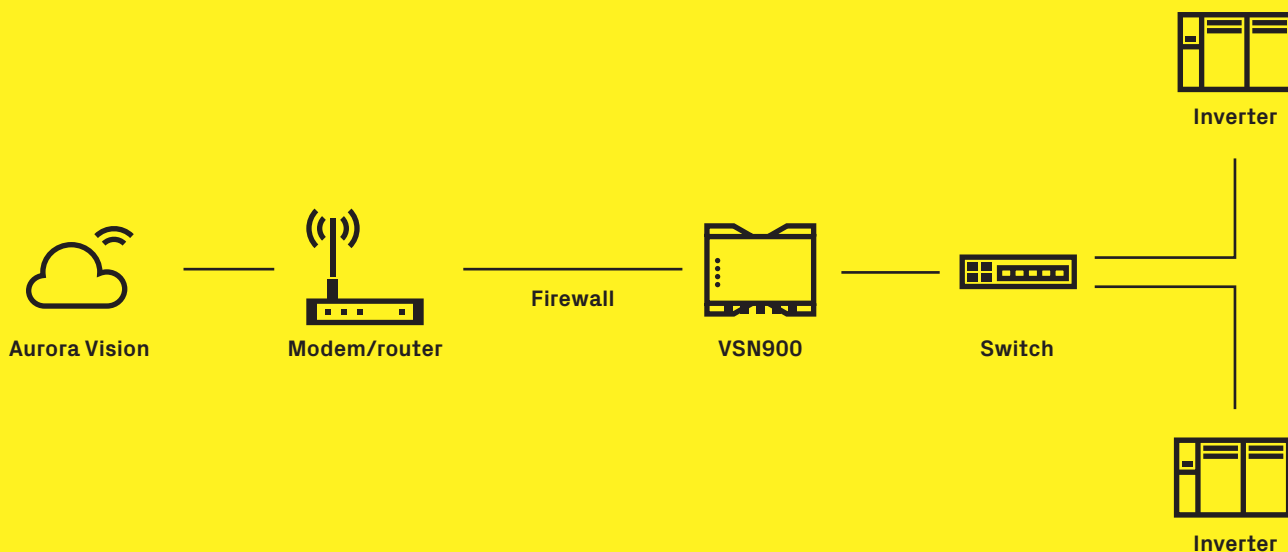 Inverter
Firewall
Aurora Vision
Modem/router
VSN900
Switch
Inverter